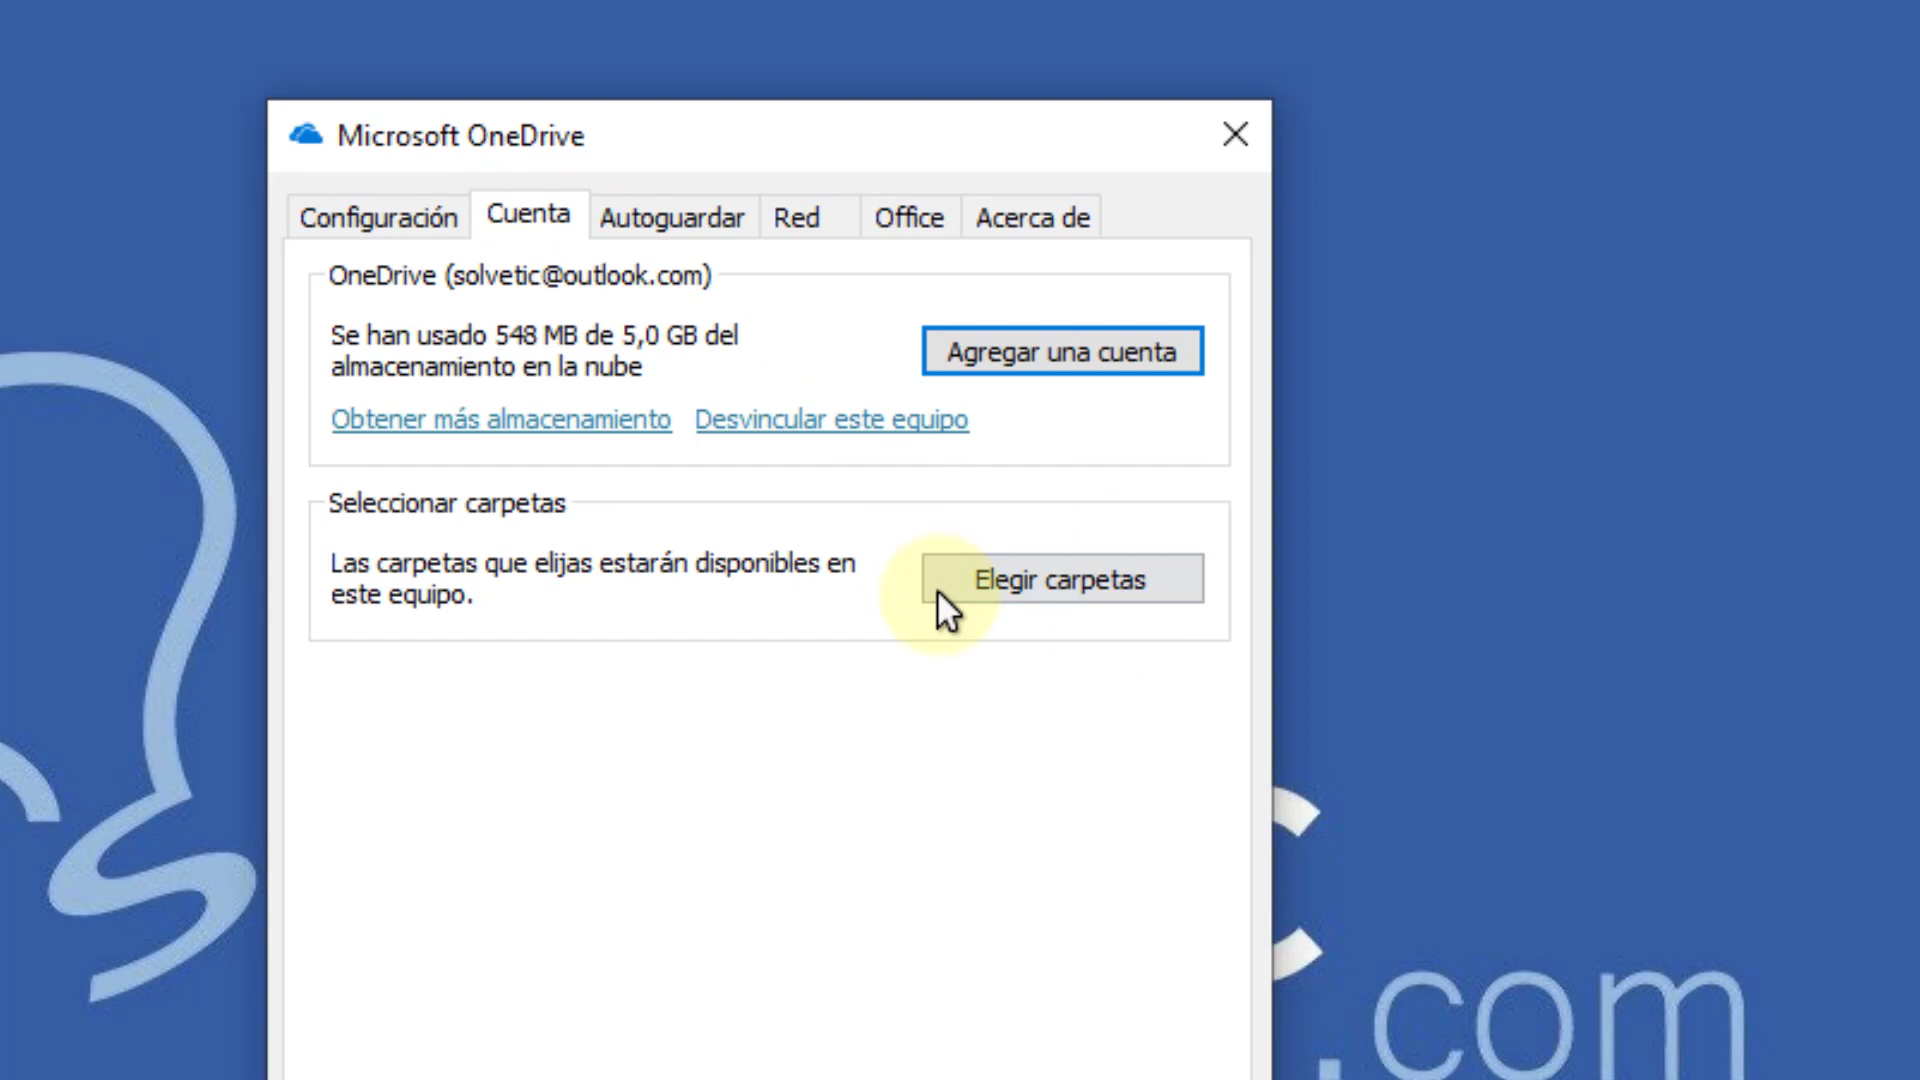 Microsoft OneDrive
Configuración Cuenta Autoguardar Red Office Acerca de
OneDrive (solvetic@outlook.com)
Se han usado 548 MB de 5,0 GB del
almacenamiento en la nube
Agregar una cuenta
Obtener más almacenamiento Desvincular este equipo
Seleccionar carpetas
Las carpetas que elijas estarán disponibles en
este equipo.
Elegir carpetas
.com